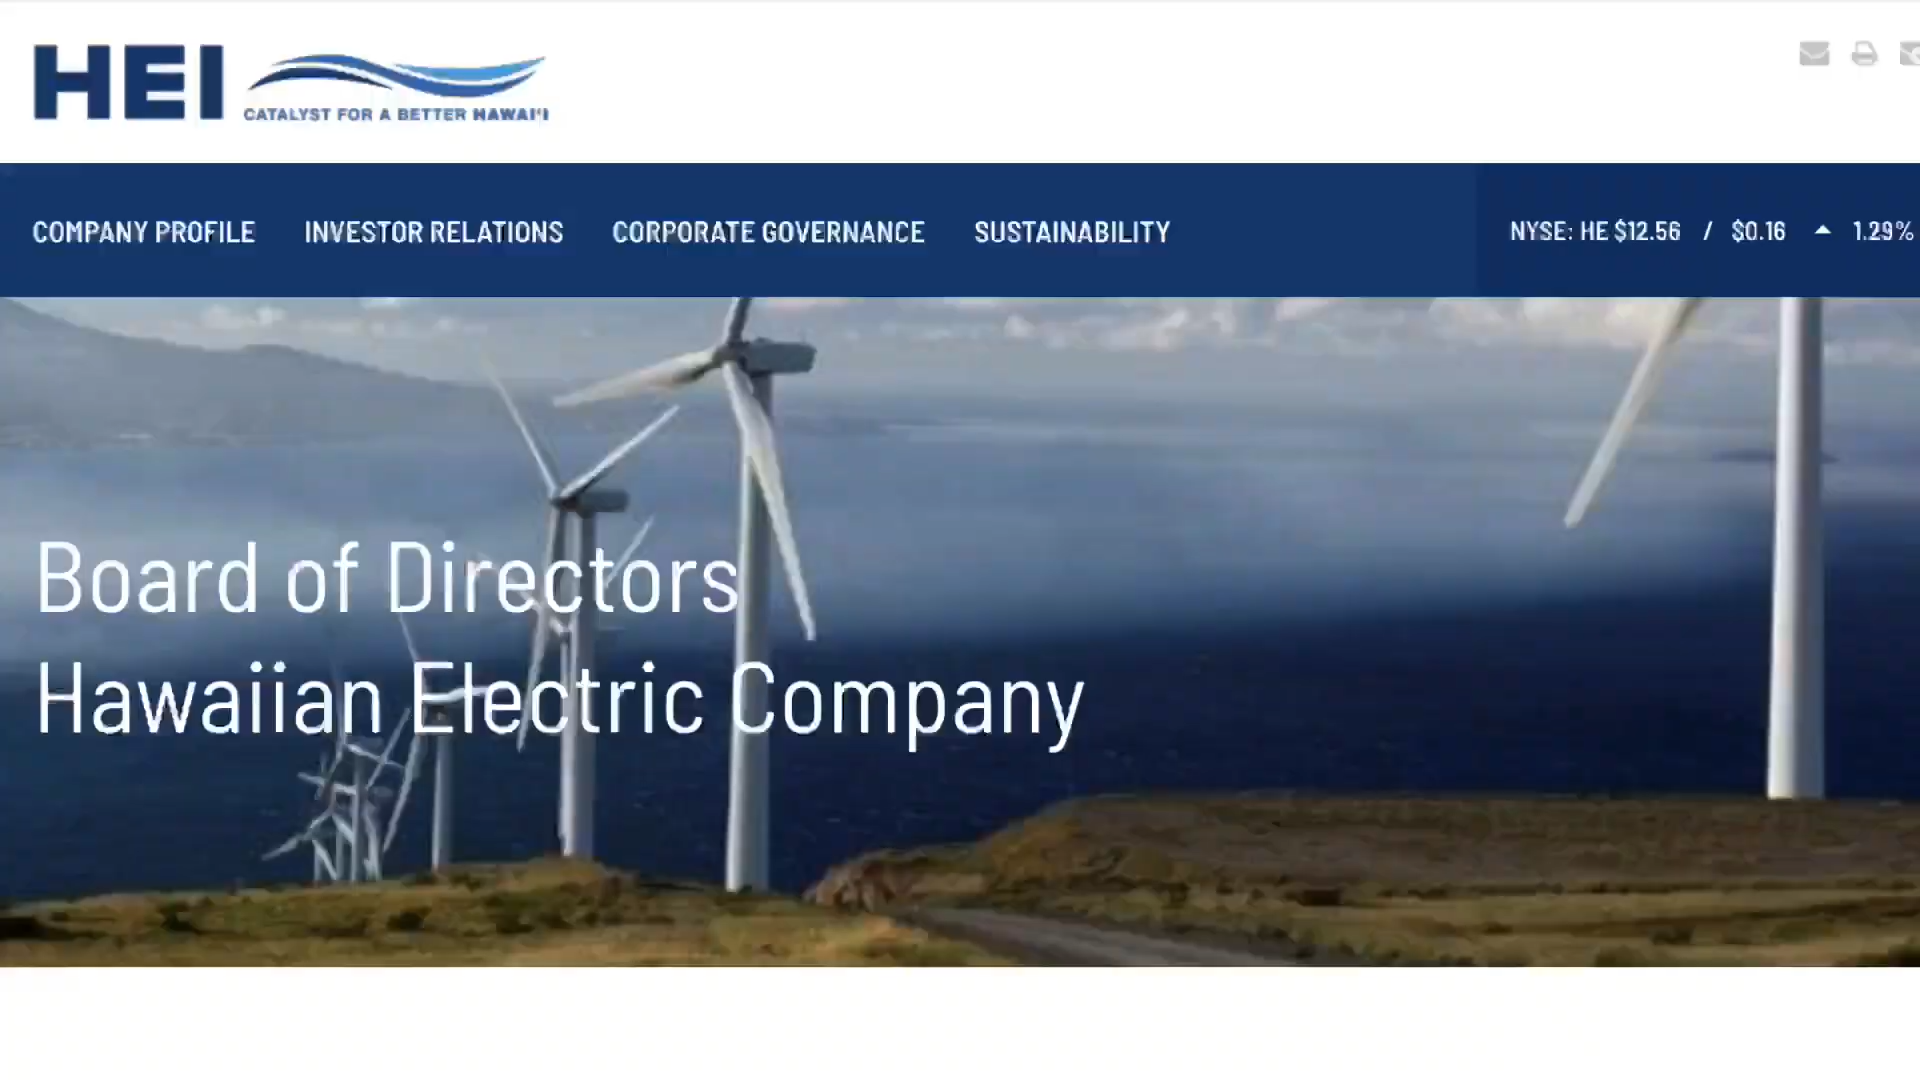 HEI
CATALYST FOR A BETTER HAWAIʻI
COMPANY PROFILE INVESTOR RELATIONS CORPORATE GOVERNANCE SUSTAINABILITY NYSE: HE $12.56 / $0.16 ▲ 1.29%
Board of Directors
Hawaiian Electric Company